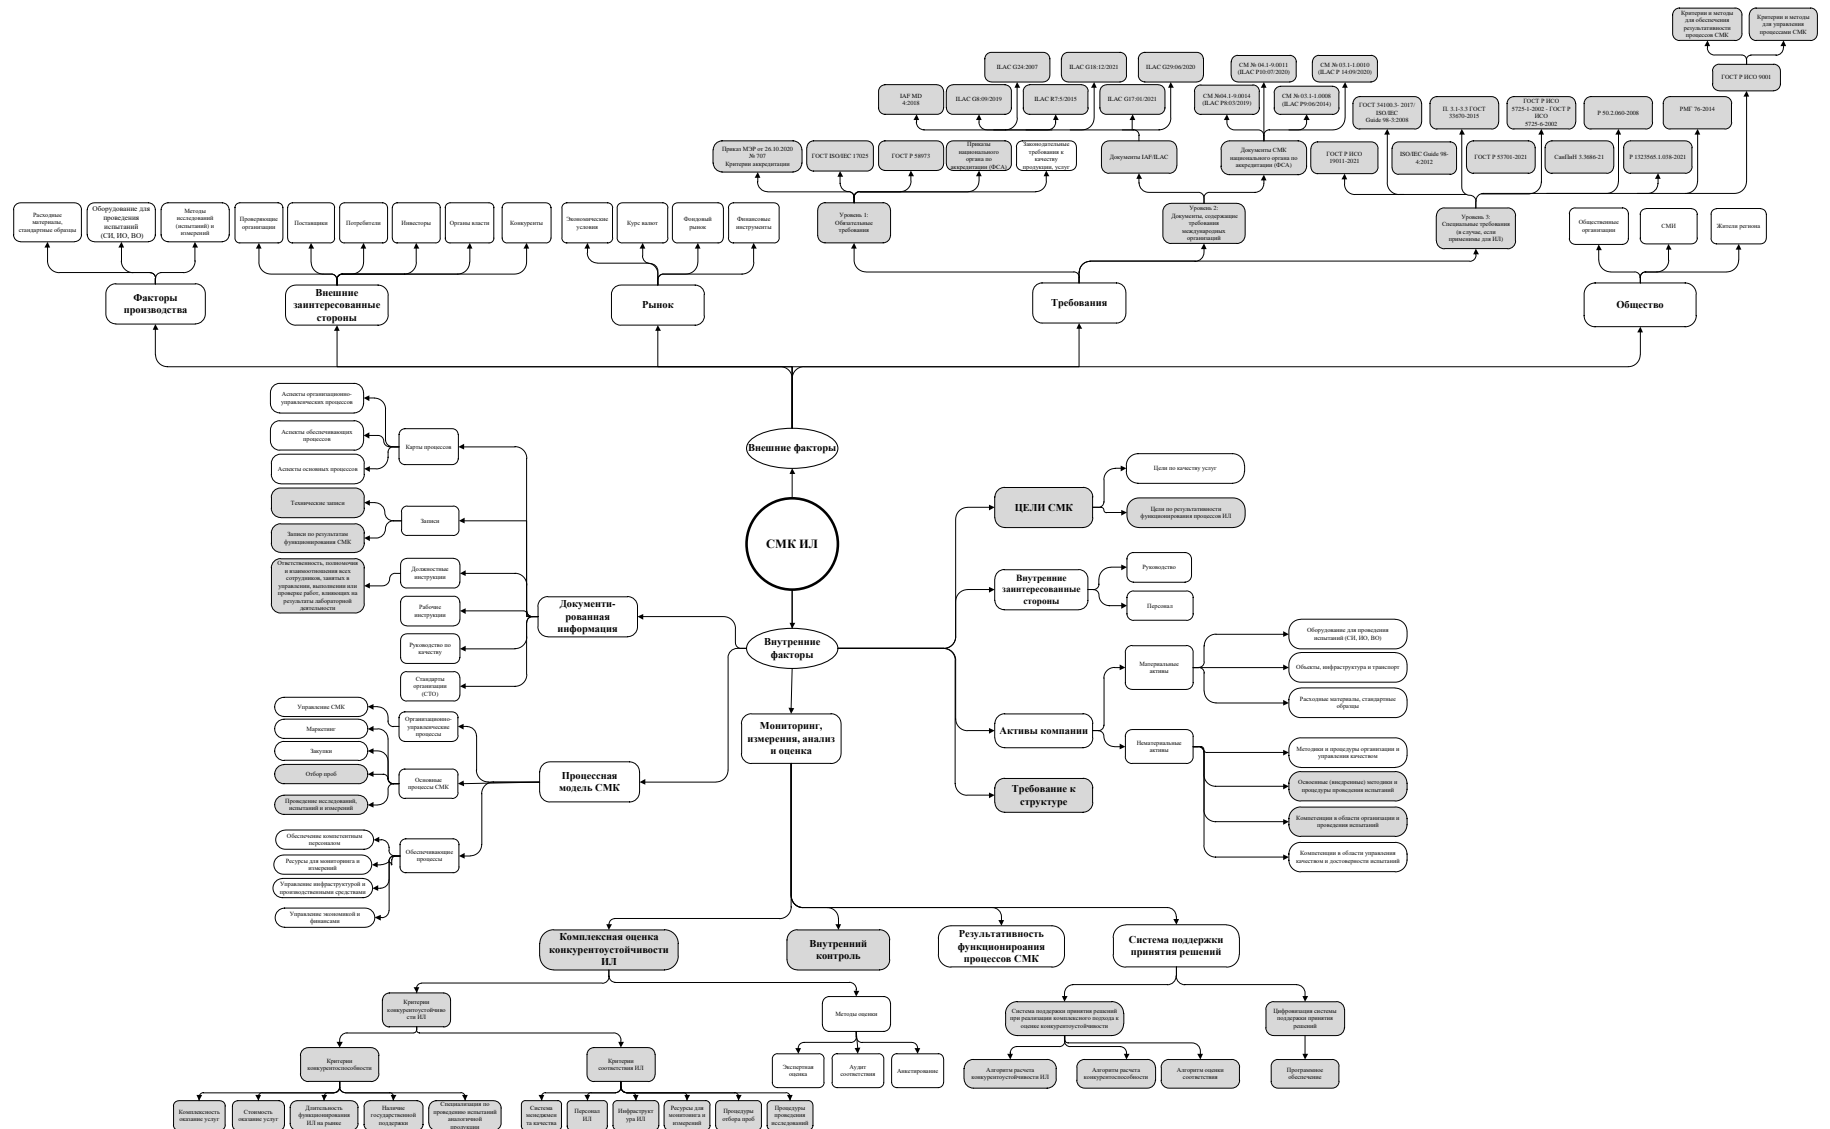 Критерии и методы
для обеспечения
результативности
процессов СМК
Критерии и методы
для управления
процессами СМК
ILAC G24:2007
ILAC G18:12/2021
ILAC G29:06/2020
СМ № 04.1-9.0011
(ILAC P10:07/2020)
СМ № 03.1-1.0010
(ILAC P 14:09/2020)
ГОСТ Р ИСО 9001
IAF MD
4:2018
ILAC G8:09/2019
ILAC R7:5/2015
ILAC G17:01/2021
СМ №04.1-9.0014
(ILAC P8:03/2019)
СМ № 03.1-1.0008
(ILAC P9:06/2014)
ГОСТ 34100.3- 2017/
ISO/IEC
Guide 98-3:2008
П. 3.1-3.3 ГОСТ
33670-2015
ГОСТ Р ИСО
5725-1-2002 - ГОСТ Р
ИСО
5725-6-2002
Р 50.2.060-2008
РМГ 76-2014
Приказ МЭР от 26.10.2020
№ 707
Критерии аккредитации
ГОСТ ISO/IEC 17025
ГОСТ Р 58973
Приказы
национального
органа по
аккредитации (ФСА)
Законодательные
требования к
качеству
продукции, услуг
Документы IAF/ILAC
Документы СМК
национального органа по
аккредитации (ФСА)
ГОСТ Р ИСО
19011-2021
ISO/IEC Guide 98-
4:2012
ГОСТ Р 53701-2021
СанПиН 3.3686-21
Р 1323565.1.038-2021
Расходные
материалы,
стандартные образцы
Оборудование для
проведения
испытаний
(СИ, ИО, ВО)
Методы
исследований
(испытаний) и
измерений
Проверяющие
организации
Поставщики
Потребители
Инвесторы
Органы власти
Конкуренты
Экономические
условия
Курс валют
Фондовый
рынок
Финансовые
инструменты
Уровень 1:
Обязательные
требования
Уровень 2:
Документы, содержащие
требования
международных
организаций
Уровень 3:
Специальные требования
(в случае, если
применимы для ИЛ)
Общественные
организации
СМИ
Жители региона
Факторы
производства
Внешние
заинтересованные
стороны
Рынок
Требования
Общество
Внешние факторы
СМК ИЛ
Внутренние
факторы
Аспекты организационно-
управленческих процессов
Аспекты обеспечивающих
процессов
Аспекты основных процессов
Карты процессов
Технические записи
Записи по результатам
функционирования СМК
Записи
Ответственность, полномочия
и взаимоотношения всех
сотрудников, занятых в
управлении, выполнении или
проверке работ, влияющих на
результаты лабораторной
деятельности
Должностные
инструкции
Рабочие
инструкции
Руководство по
качеству
Стандарты
организации
(СТО)
Документи-
рованная
информация
ЦЕЛИ СМК
Цели по качеству услуг
Цели по результативности
функционирования процессов ИЛ
Внутренние
заинтересованные
стороны
Руководство
Персонал
Активы компании
Материальные
активы
Оборудование для проведения
испытаний (СИ, ИО, ВО)
Объекты, инфраструктура и транспорт
Расходные материалы, стандартные
образцы
Нематериальные
активы
Методики и процедуры организации и
управления качеством
Освоенные (внедренные) методики и
процедуры проведения испытаний
Компетенции в области организации и
проведения испытаний
Компетенции в области управления
качеством и достоверности испытаний
Требование к
структуре
Управление СМК
Маркетинг
Закупки
Отбор проб
Проведение исследований,
испытаний и измерений
Организационно-
управленческие
процессы
Основные
процессы СМК
Обеспечение компетентным
персоналом
Ресурсы для мониторинга и
измерений
Управление инфраструктурой и
производственными средствами
Управление экономикой и
финансами
Обеспечивающие
процессы
Процессная
модель СМК
Мониторинг,
измерения, анализ
и оценка
Комплексная оценка
конкурентоустойчивости
ИЛ
Внутренний
контроль
Результативность
функционироания
процессов СМК
Система поддержки
принятия решений
Критерии
конкурентоустойчиво
сти ИЛ
Методы оценки
Система поддержки принятия решений
при реализации комплексного подхода к
оценке конкурентоустойчивости
Цифровизация системы
поддержки принятия
решений
Критерии
конкурентоспособности
Критерии
соответствия ИЛ
Экспертная
оценка
Аудит
соответствия
Анкетирование
Алгоритм расчета
конкурентоустойчивости ИЛ
Алгоритм расчета
конкурентоспособности
Алгоритм оценки
соответствия
Программное
обеспечение
Комплексность
оказание услуг
Стоимость
оказание услуг
Длительность
функционирования
ИЛ на рынке
Наличие
государственной
поддержки
Специализация по
проведению испытаний
аналогичной
продукции
Система
менеджмен
та качества
Персонал
ИЛ
Инфраструкт
ура ИЛ
Ресурсы для
мониторинга и
измерений
Процедуры
отбора проб
Процедуры
проведения
исследований